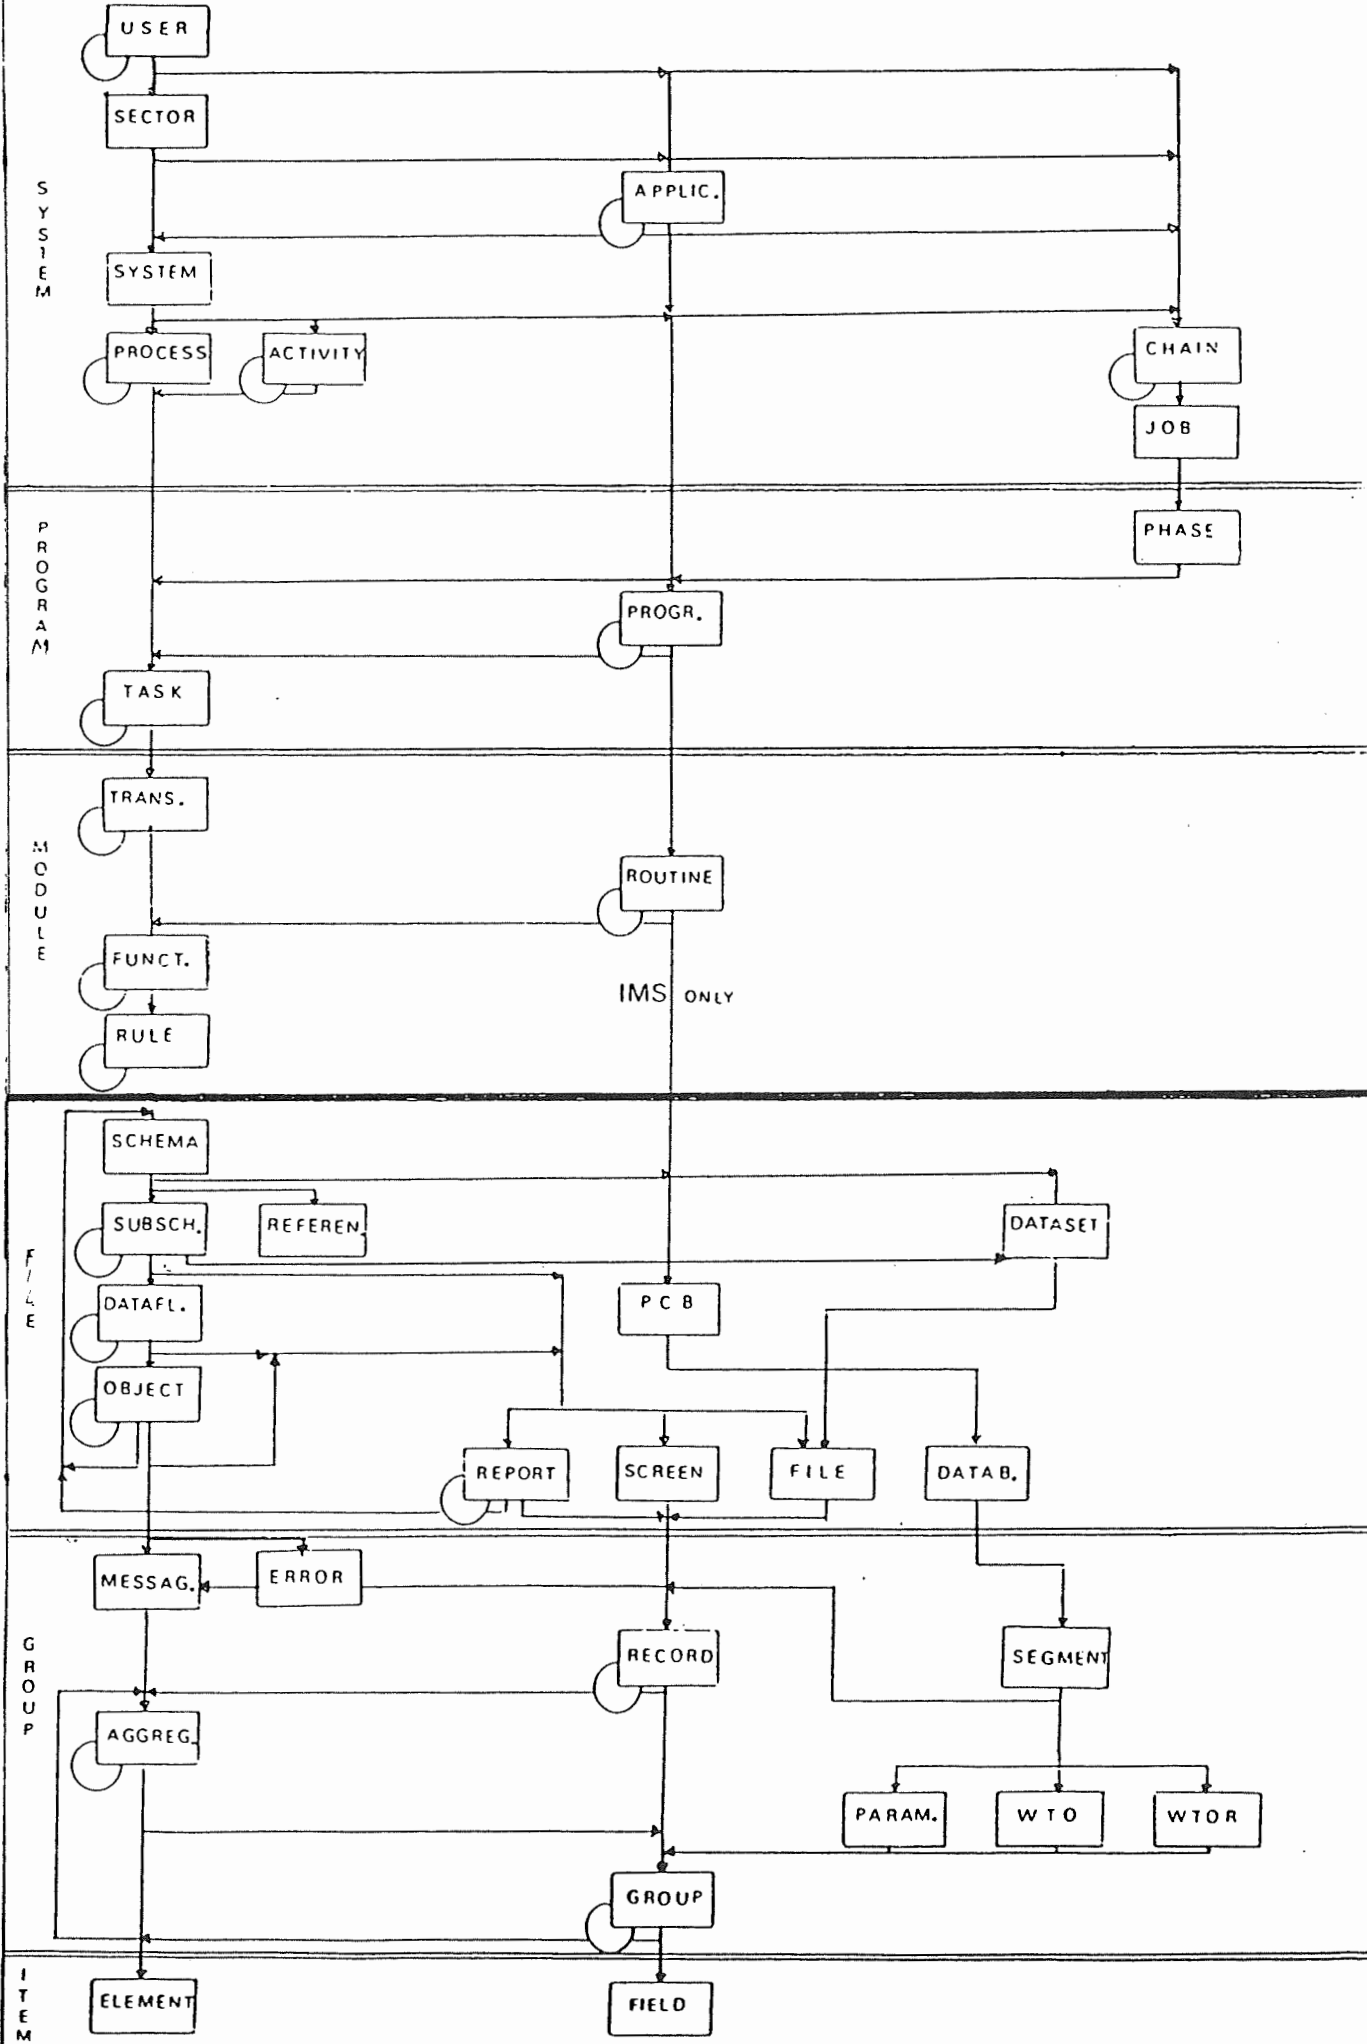 USER
SECTOR
APPLIC.
SYSTEM
SYSTEM
PROCESS
ACTIVITY
CHAIN
JOB
PROGRAM
PHASE
PROGR.
TASK
MODULE
TRANS.
ROUTINE
FUNCT.
IMS ONLY
RULE
FILE
SCHEMA
SUBSCH.
REFEREN.
DATASET
DATAFL.
PCB
OBJECT
REPORT
SCREEN
FILE
DATAB.
GROUP
MESSAG.
ERROR
RECORD
SEGMENT
AGGREG.
PARAM.
WTO
WTOR
GROUP
ITEM
ELEMENT
FIELD